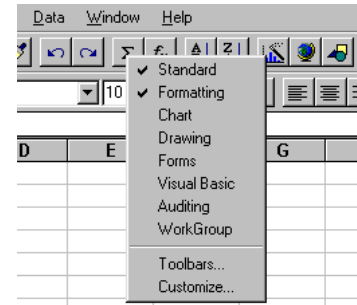 Data Window Help
Standard
10 Formatting
Chart
Drawing
D E G
Forms
Visual Basic
Auditing
WorkGroup
Toolbars...
Customize...